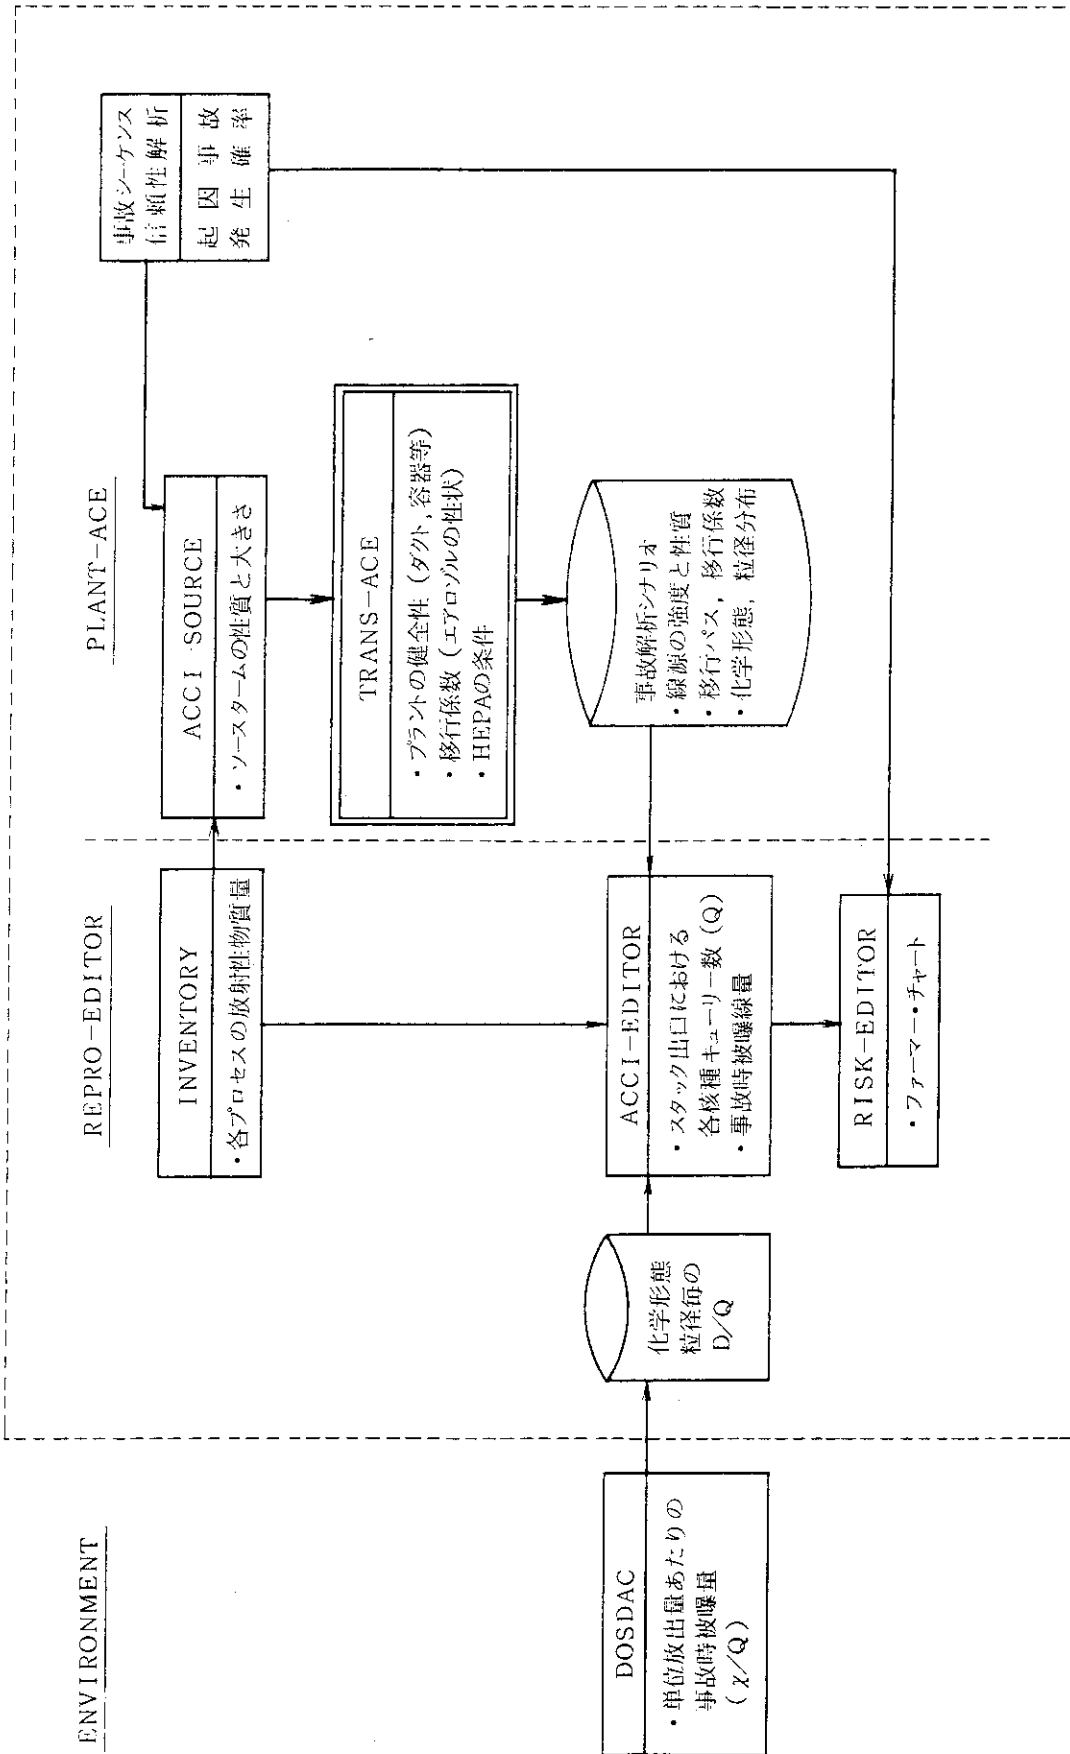 ENVIRONMENT
DOSDAC
・単位放出量あたりの
事故時被曝量
(χ/Q)
化学形態
粒径毎の
D/Q
REPRO-EDITOR
INVENTORY
・各プロセスの放射性物質量
ACCI-EDITOR
・スタック出口における
各核種キューリー数(Q)
・事故時被曝線量
RISK-EDITOR
・ファーマー・チャート
PLANT-ACE
ACCI SOURCE
・ソースタームの性質と大きさ
TRANS-ACE
・プラントの健全性(ダクト,容器等)
・移行係数(エアロゾルの性状)
・HEPAの条件
事故解析シナリオ
・線源の強度と性質
・移行パス,移行係数
・化学形態,粒径分布
事故シーケンス
信頼性解析
起因事故
発生確率